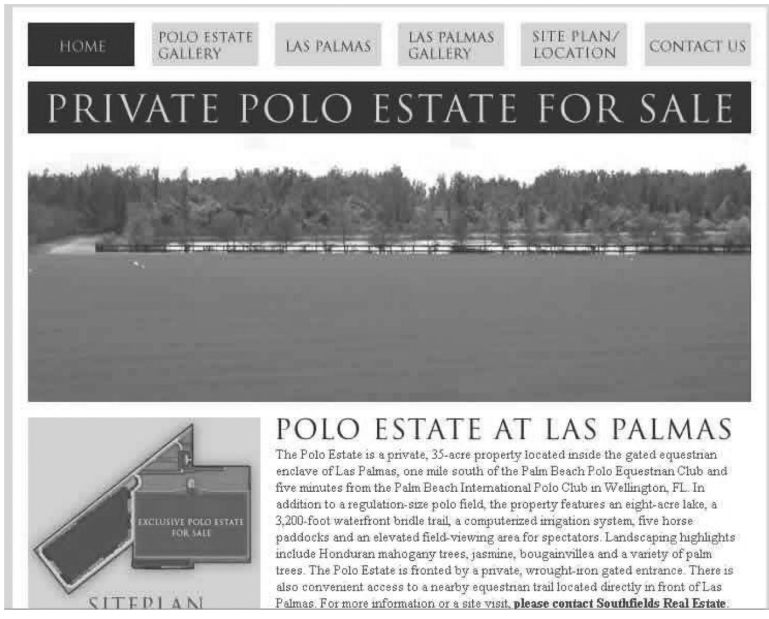 HOME
POLO ESTATE
GALLERY
LAS PALMAS
LAS PALMAS
GALLERY
SITE PLAN/
LOCATION
CONTACT US
PRIVATE POLO ESTATE FOR SALE
EXCLUSIVE POLO ESTATE
FOR SALE
SITEPLAN
POLO ESTATE AT LAS PALMAS
The Polo Estate is a private, 35-acre property located inside the gated equestrian
enclave of Las Palmas, one mile south of the Palm Beach Polo Equestrian Club and
five minutes from the Palm Beach International Polo Club in Wellington, FL. In
addition to a regulation-size polo field, the property features an eight-acre lake, a
3,200-foot waterfront bridle trail, a computerized irrigation system, five horse
paddocks and an elevated field-viewing area for spectators. Landscaping highlights
include Honduran mahogany trees, jasmine, bougainvillea and a variety of palm
trees. The Polo Estate is fronted by a private, wrought-iron gated entrance. There is
also convenient access to a nearby equestrian trail located directly in front of Las
Palmas. For more information or a site visit, please contact Southfields Real Estate.